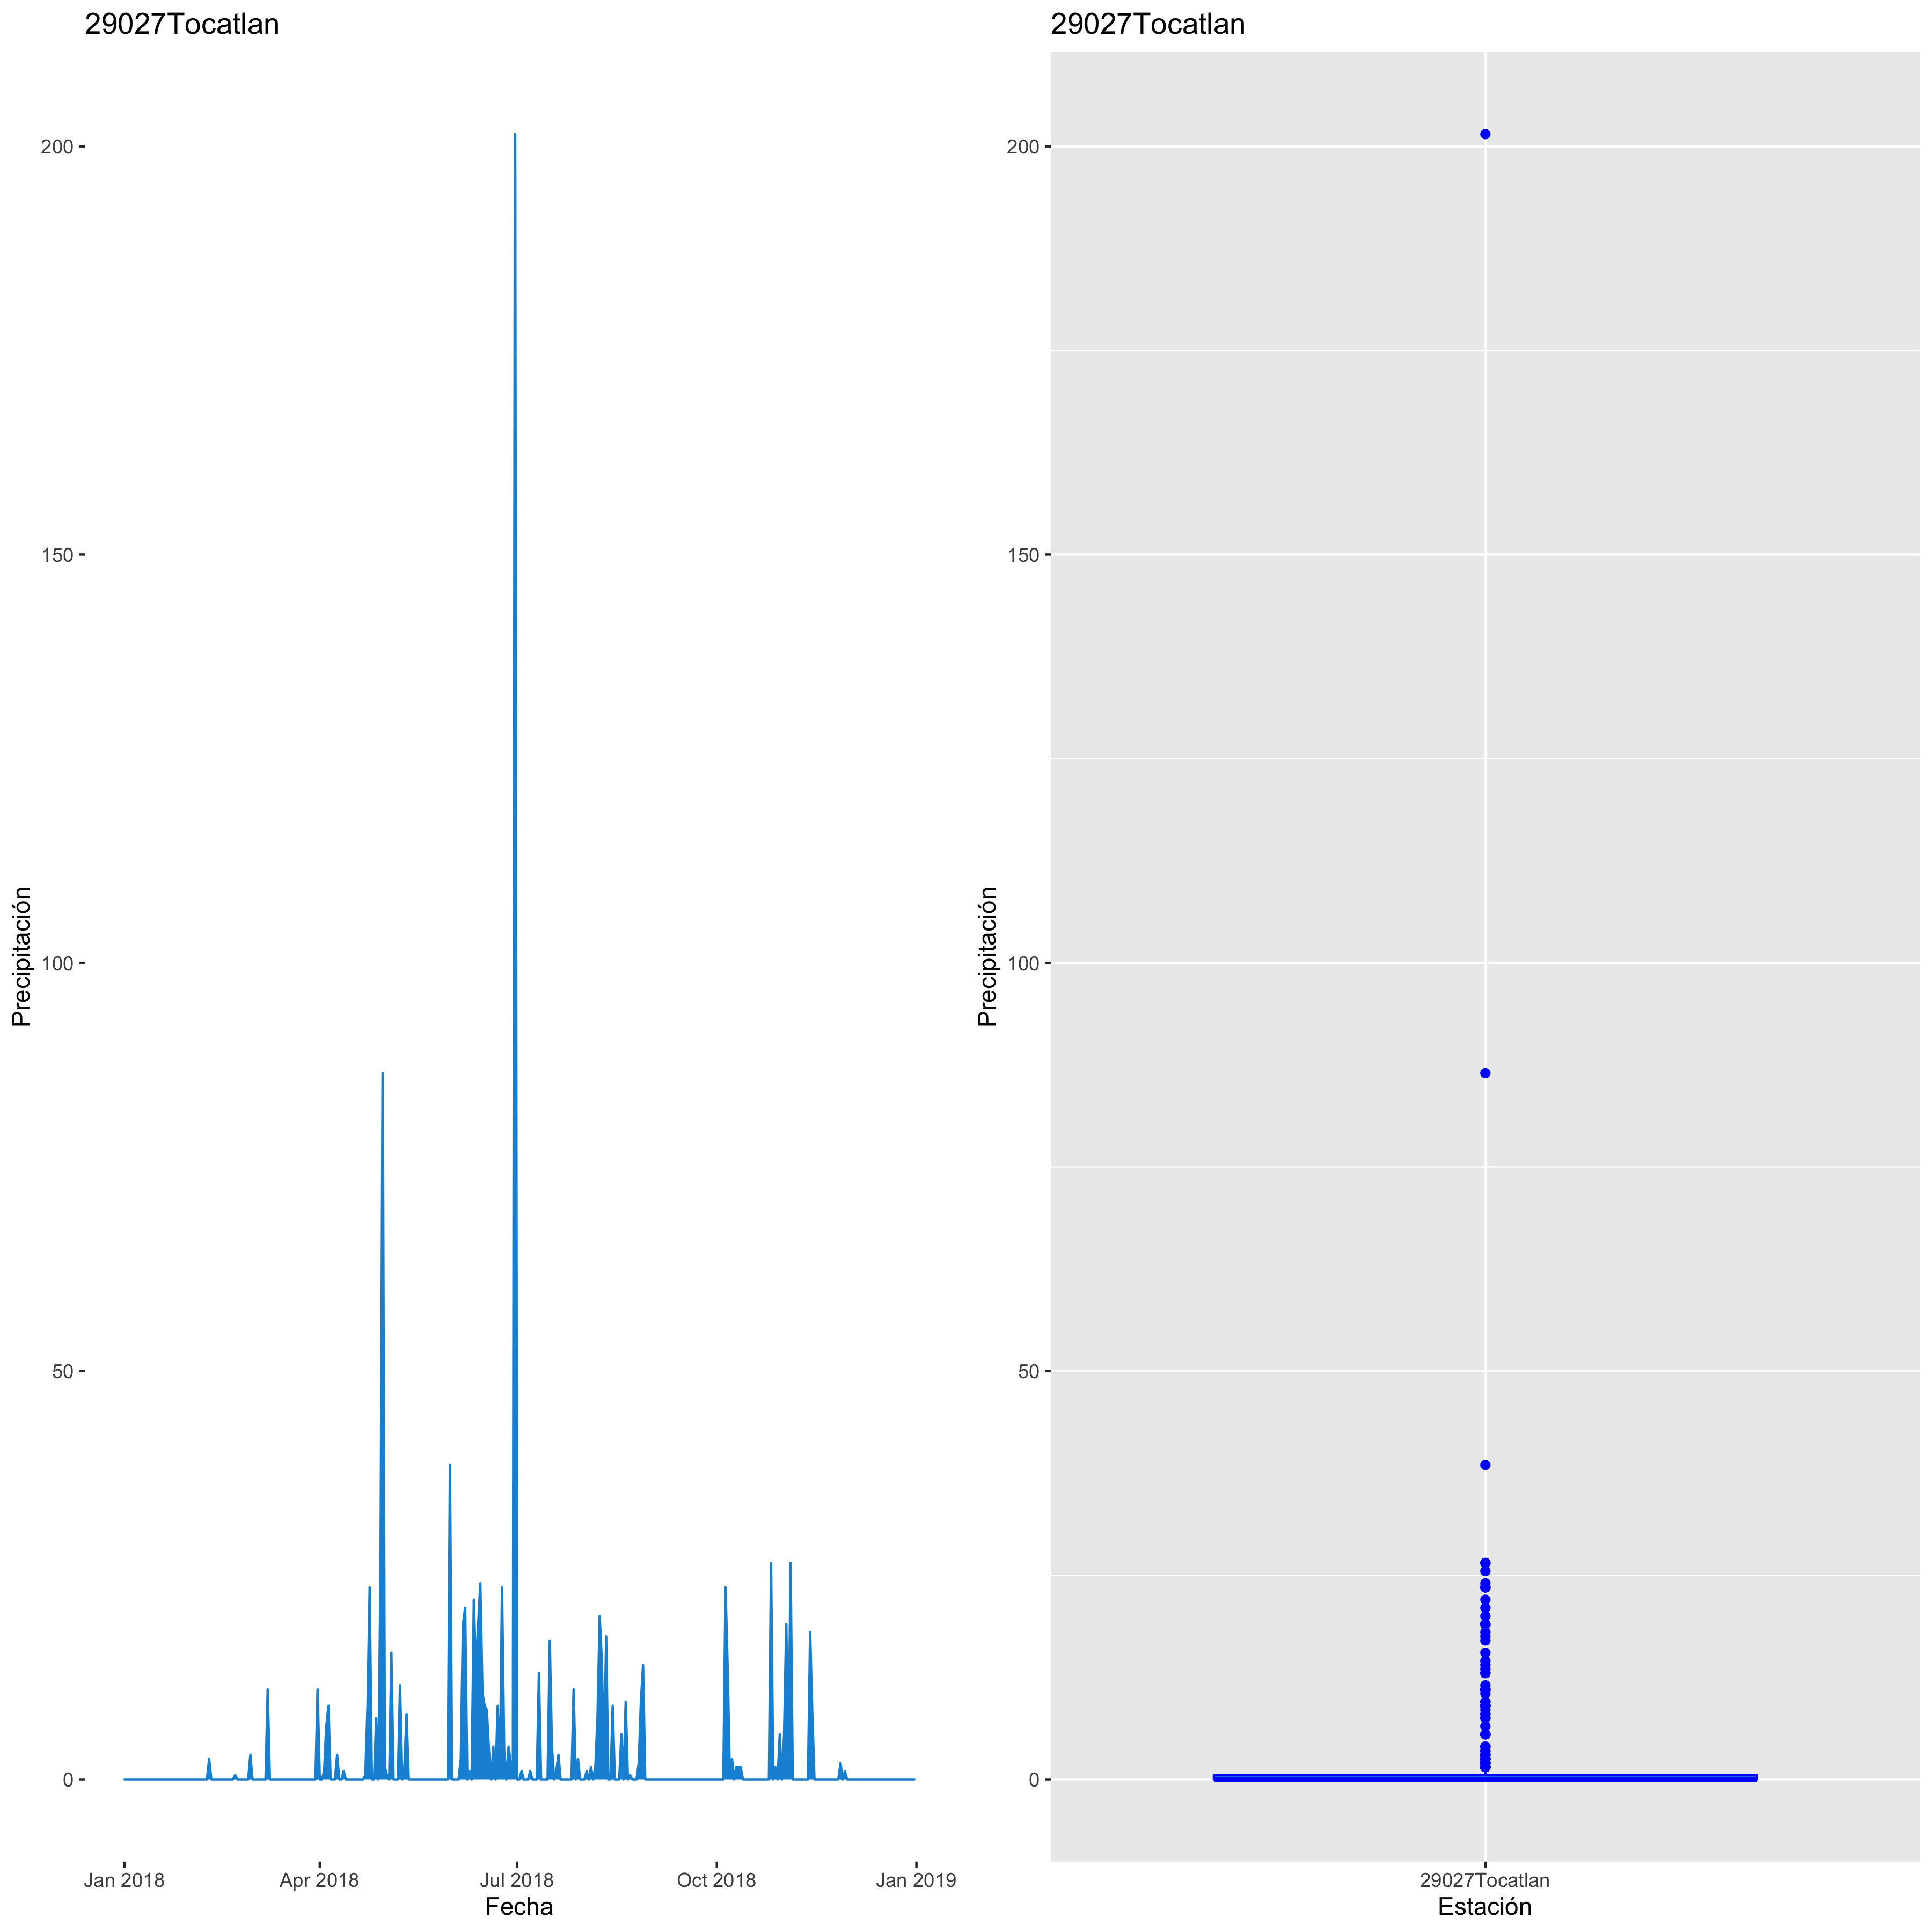 29027Tocatlan
Precipitación
200
150
100
50
0
Jan 2018 Apr 2018 Jul 2018 Oct 2018 Jan 2019
Fecha
29027Tocatlan
Precipitación
200
150
100
50
0
29027Tocatlan
Estación